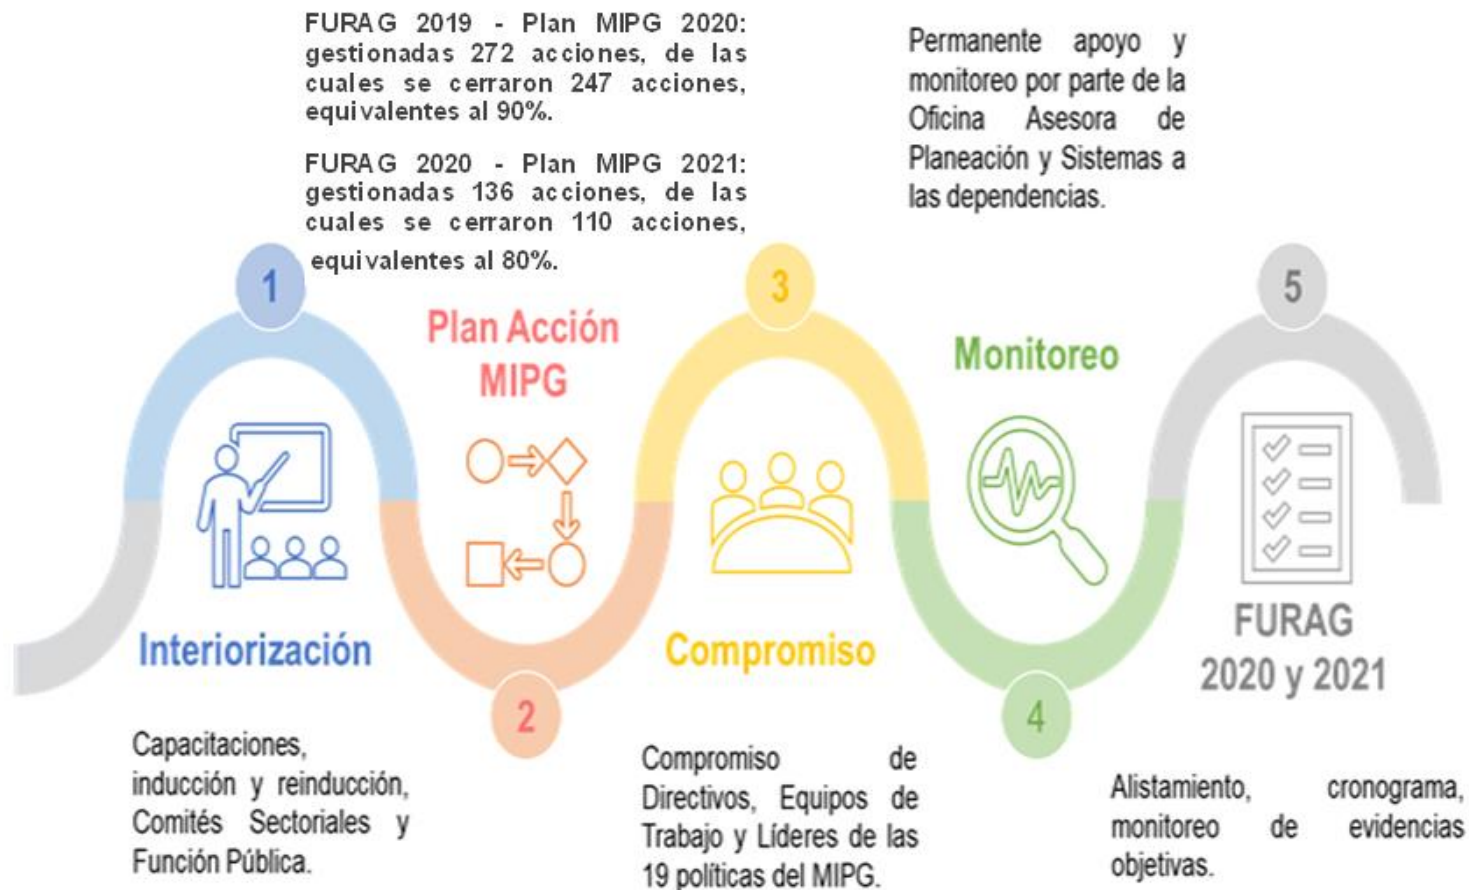 FURAG 2019 - Plan MIPG 2020:
gestionadas 272 acciones, de las
cuales se cerraron 247 acciones,
equivalentes al 90%.
FURAG 2020 - Plan MIPG 2021:
gestionadas 136 acciones, de las
cuales se cerraron 110 acciones,
equivalentes al 80%.
Permanente apoyo y
monitoreo por parte de la
Oficina Asesora de
Planeación y Sistemas a
las dependencias.
1
Interiorización
Capacitaciones,
inducción y reinducción,
Comités Sectoriales y
Función Pública.
Plan Acción
MIPG
2
3
Compromiso
Compromiso de
Directivos, Equipos de
Trabajo y Líderes de las
19 políticas del MIPG.
Monitoreo
4
5
FURAG
2020 y 2021
Alistamiento, cronograma,
monitoreo de evidencias
objetivas.